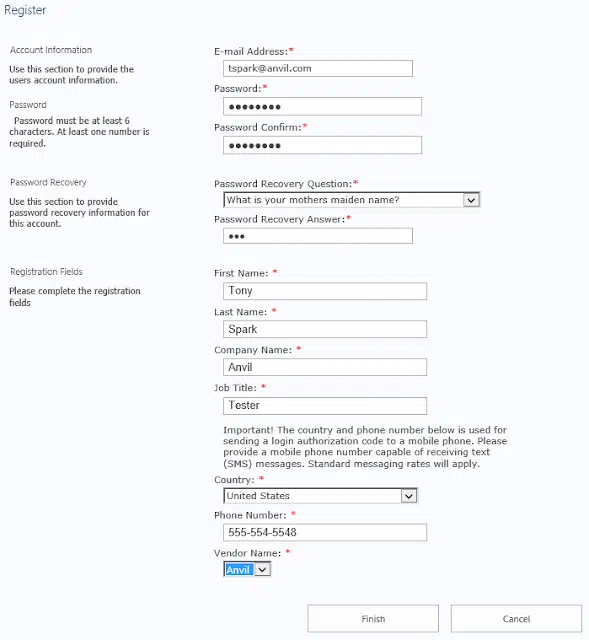 Register
Account Information
Use this section to provide the
users account information.
Password
Password must be at least 6
characters. At least one number is
required.
E-mail Address:*
tspark@anvil.com
Password:*
●●●●●●●●
Password Confirm:*
●●●●●●●●
Password Recovery
Use this section to provide
password recovery information for
this account.
Password Recovery Question:*
What is your mothers maiden name?
Password Recovery Answer:*
●●●
Registration Fields
Please complete the registration
fields
First Name: *
Tony
Last Name: *
Spark
Company Name: *
Anvil
Job Title: *
Tester
Important! The country and phone number below is used for
sending a login authorization code to a mobile phone. Please
provide a mobile phone number capable of receiving text
(SMS) messages. Standard messaging rates will apply.
Country: *
United States
Phone Number: *
555-554-5548
Vendor Name: *
Anvil
Finish
Cancel